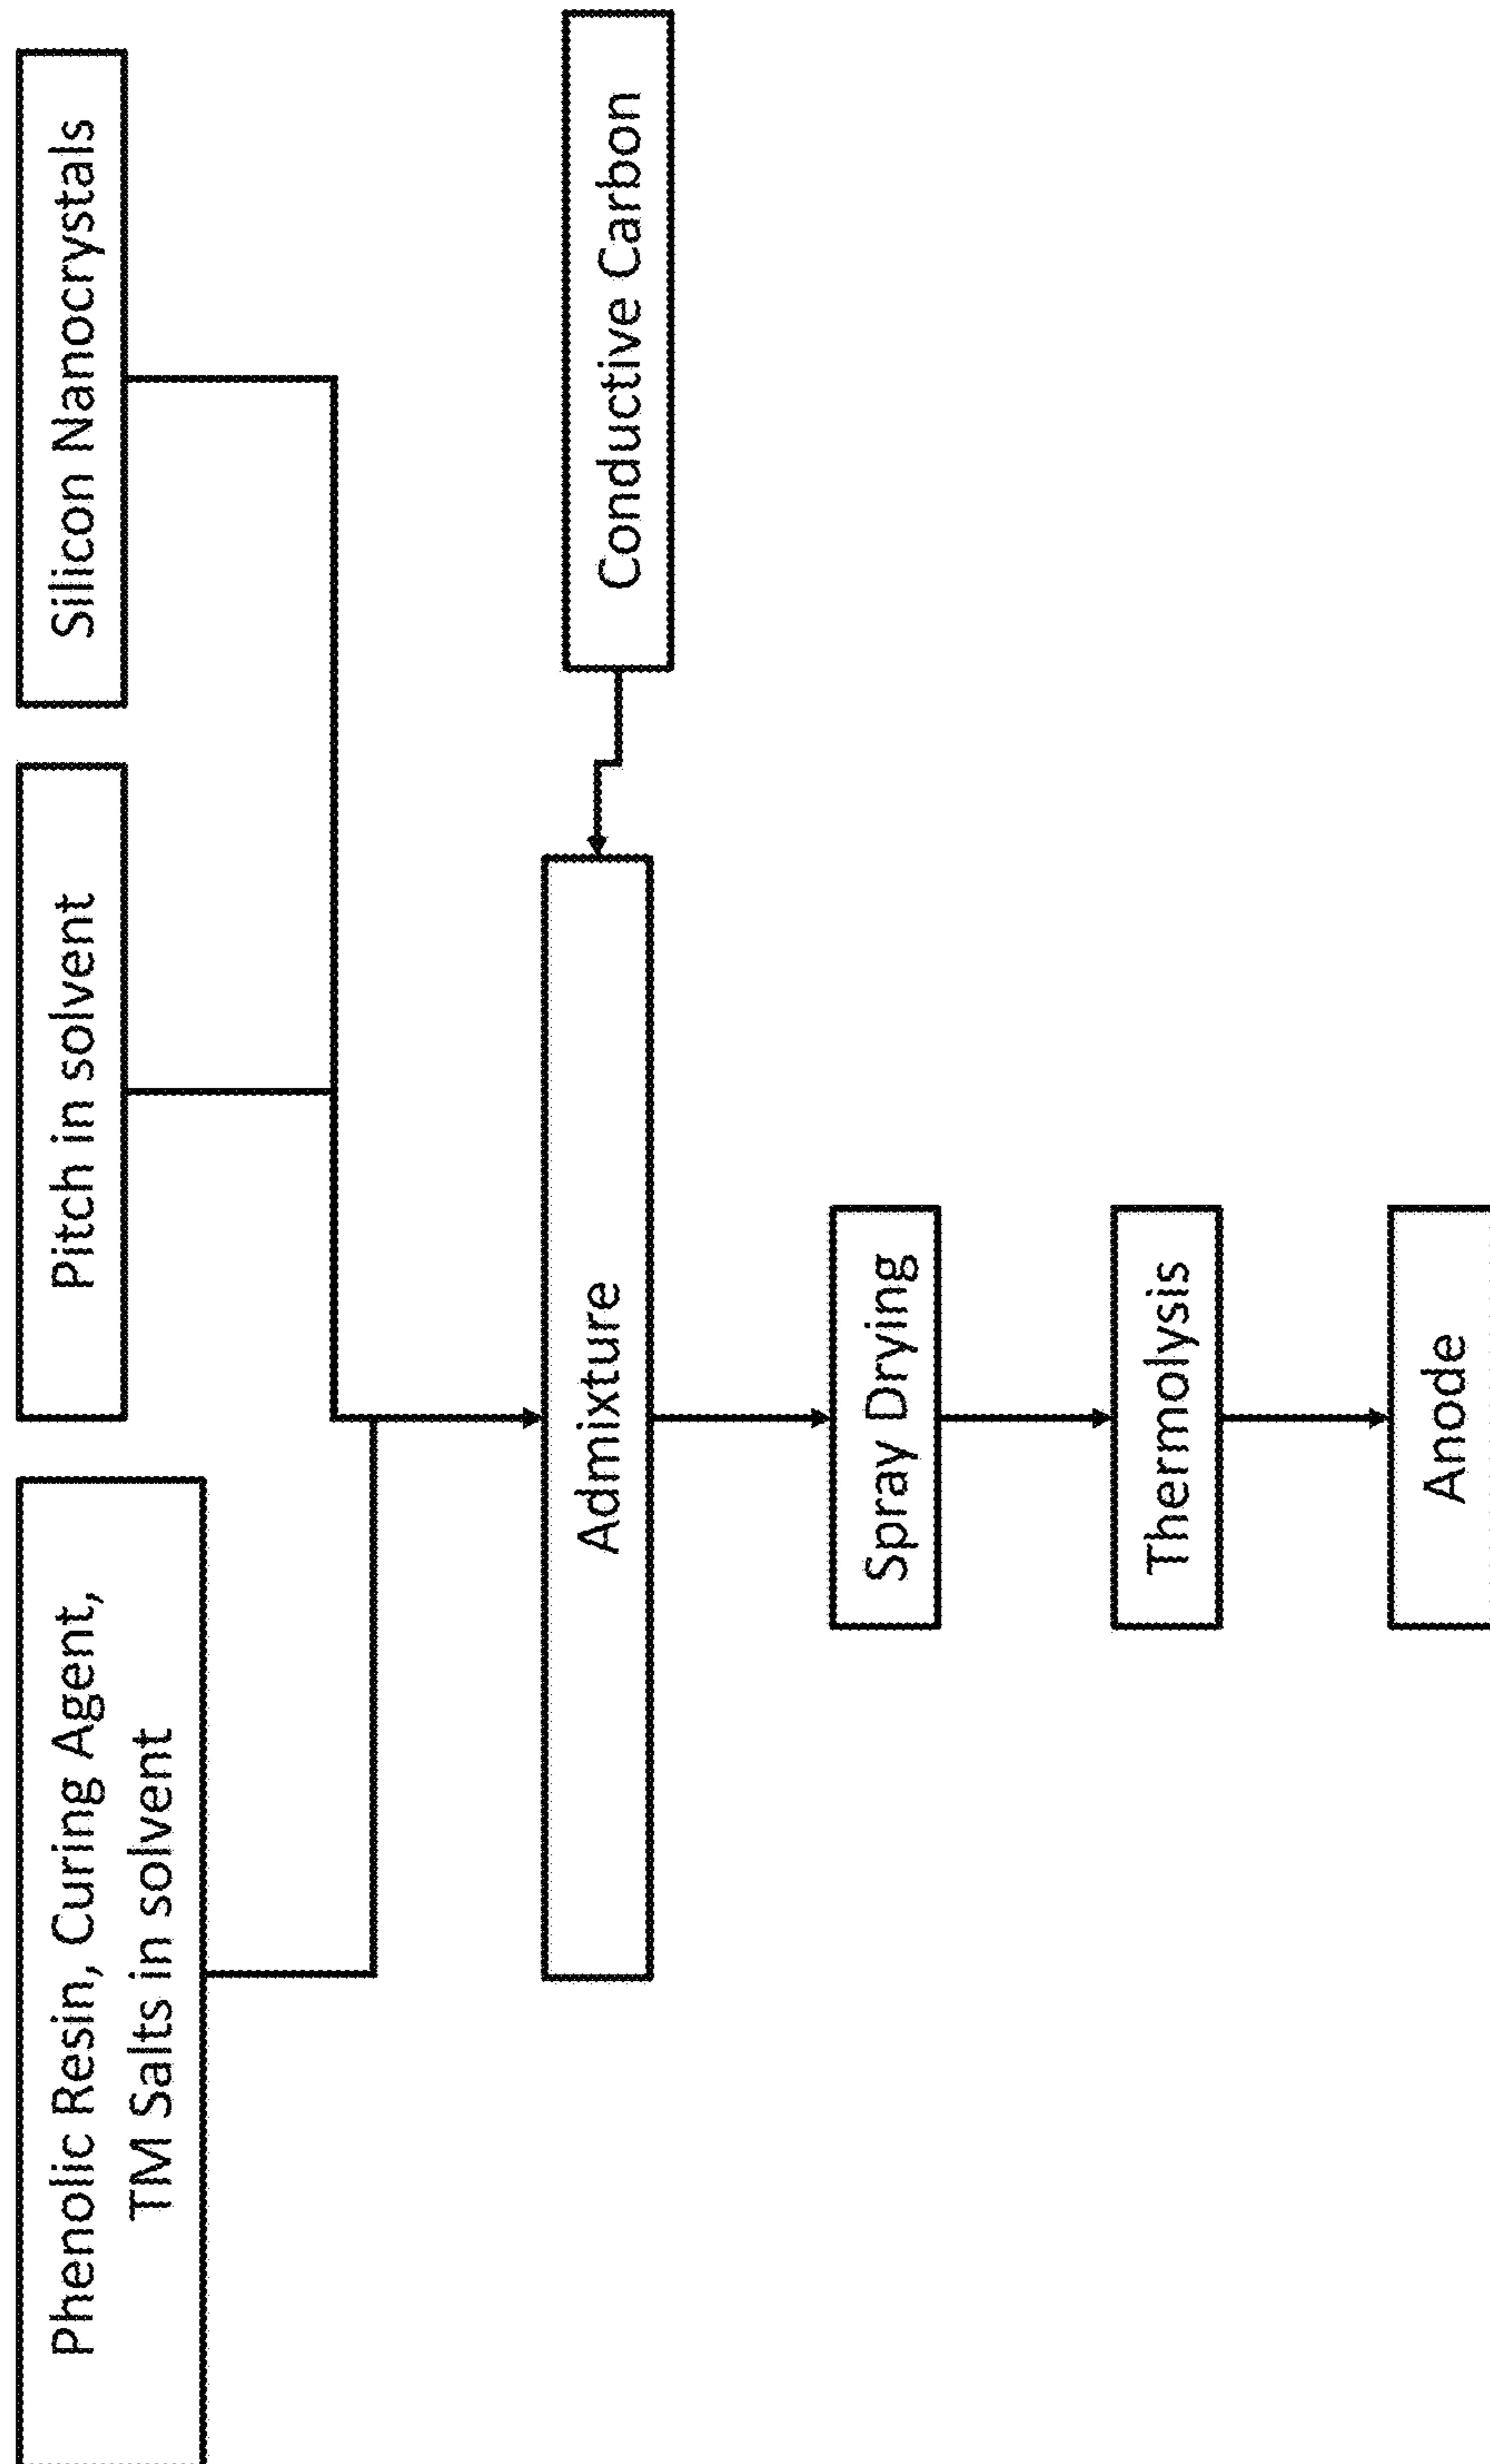 Phenolic Resin, Curing Agent,
TM Salts in solvent
Pitch in solvent
Silicon Nanocrystals
Admixture
Conductive Carbon
Spray Drying
Thermolysis
Anode